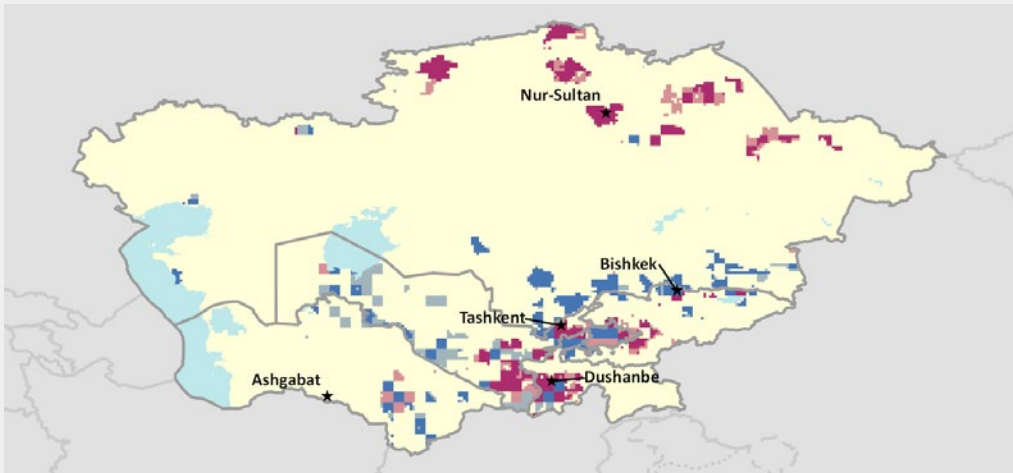 Nur-Sultan
Bishkek
Tashkent
Ashgabat
Dushanbe